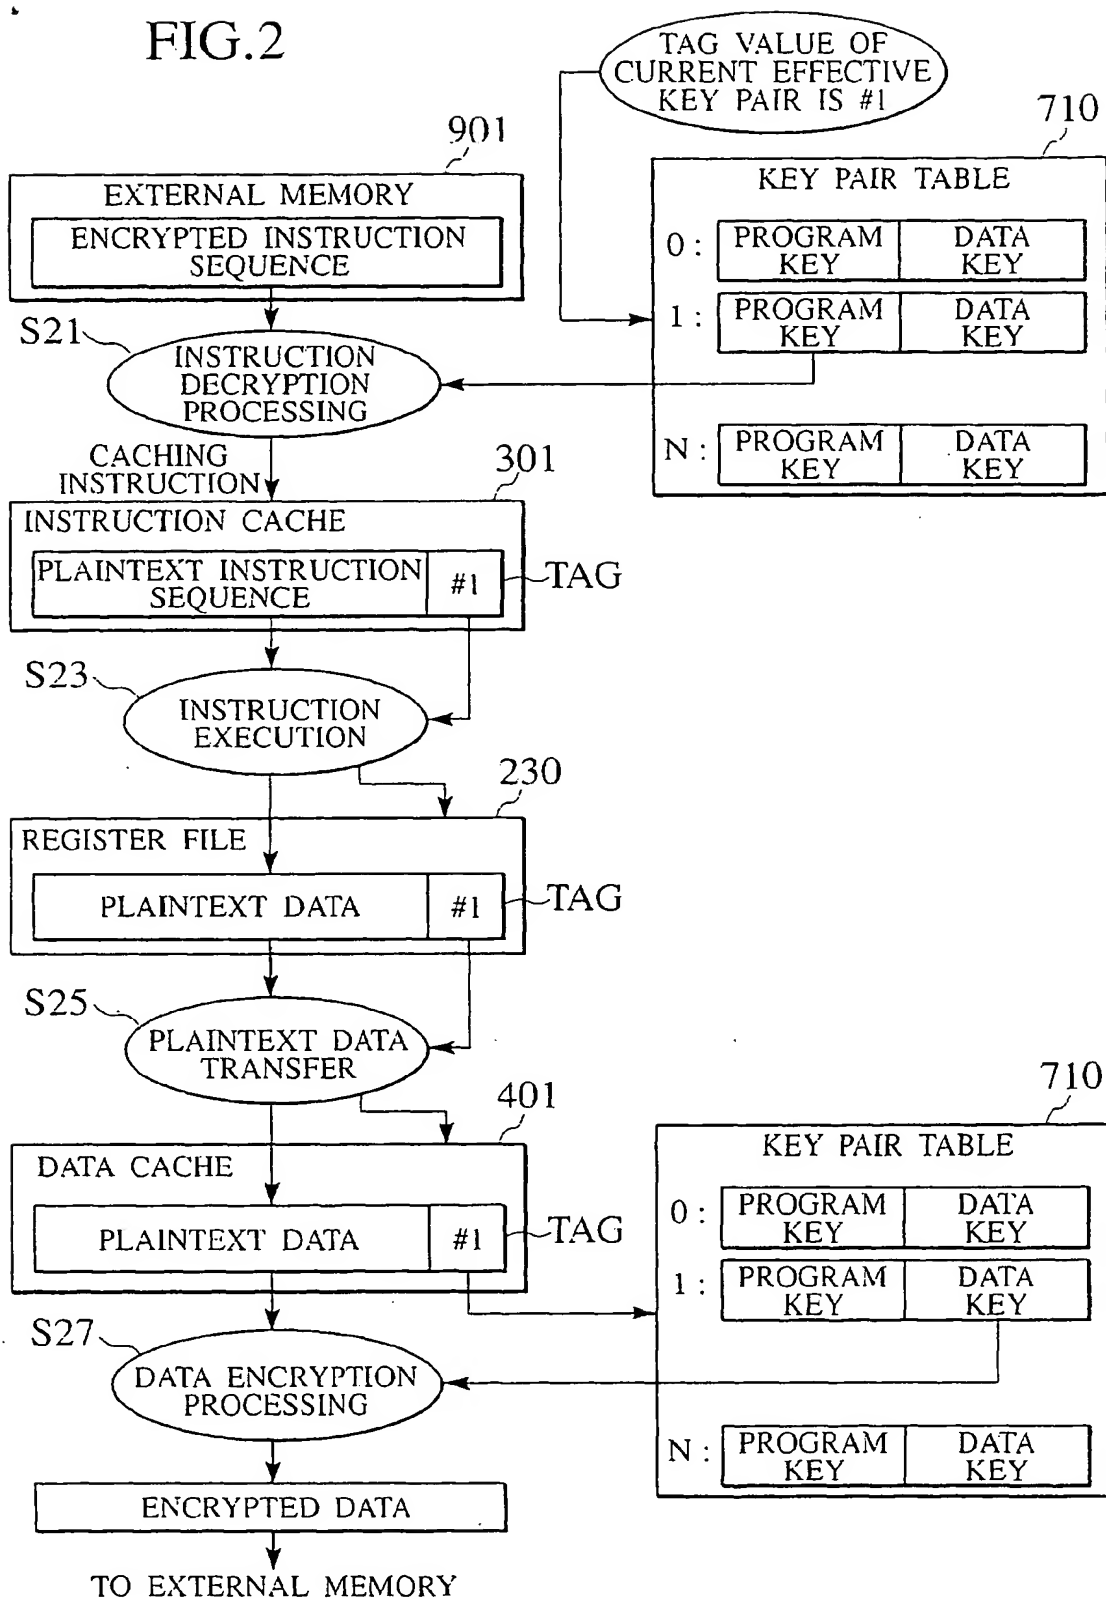 FIG.2
TAG VALUE OF
CURRENT EFFECTIVE
KEY PAIR IS #1
901
710
EXTERNAL MEMORY
ENCRYPTED INSTRUCTION
SEQUENCE
KEY PAIR TABLE
0: PROGRAM KEY DATA KEY
1: PROGRAM KEY DATA KEY
N: PROGRAM KEY DATA KEY
S21
INSTRUCTION
DECRYPTION
PROCESSING
CACHING
INSTRUCTION
301
INSTRUCTION CACHE
PLAINTEXT INSTRUCTION
SEQUENCE
#1
TAG
S23
INSTRUCTION
EXECUTION
230
REGISTER FILE
PLAINTEXT DATA #1
TAG
S25
PLAINTEXT DATA
TRANSFER
401
DATA CACHE
PLAINTEXT DATA #1
TAG
710
KEY PAIR TABLE
0: PROGRAM KEY DATA KEY
1: PROGRAM KEY DATA KEY
N: PROGRAM KEY DATA KEY
S27
DATA ENCRYPTION
PROCESSING
ENCRYPTED DATA
TO EXTERNAL MEMORY